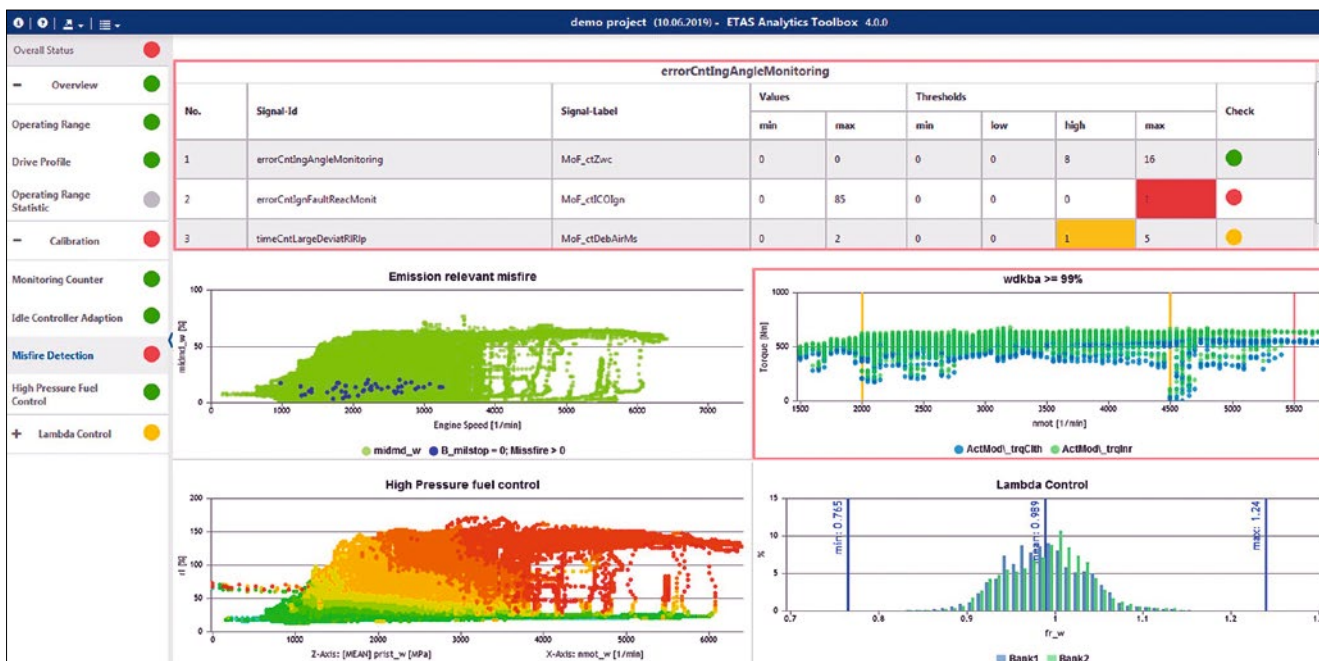 demo project (10.06.2019) - ETAS Analytics Toolbox 4.0.0
Overall Status
− Overview
Operating Range
Drive Profile
Operating Range
Statistic
− Calibration
Monitoring Counter
Idle Controller Adaption
Misfire Detection
High Pressure Fuel
Control
+ Lambda Control
errorCntIngAngleMonitoring
No. Signal-Id Signal-Label Values Thresholds Check
min max min low high max
1 errorCntIngAngleMonitoring MoF_ctZwc 0 0 0 0 8 16
2 errorCntIgnFaultReacMonit MoF_ctICOIgn 0 85 0 0 0 1
3 timeCntLargeDeviatRlRlp MoF_ctDebAirMs 0 2 0 0 1 5
Emission relevant misfire
100
50
0
midmd_w [%]
0 1000 2000 3000 4000 5000 6000 7000
Engine Speed [1/min]
midmd_w B_milstop = 0; Missfire > 0
wdkba >= 99%
1000
500
0
Torque [Nm]
1500 2000 2500 3000 3500 4000 4500 5000 5500
nmot [1/min]
ActMod\_trqClth ActMod\_trqInr
High Pressure fuel control
200
150
100
50
0
rl [%]
0 1000 2000 3000 4000 5000 6000
Z-Axis: [MEAN] prist_w [MPa] X-Axis: nmot_w [1/min]
Lambda Control
15
10
5
0
%
min: 0.765
mean: 0.989
max: 1.24
0.7 0.8 0.9 1 1.1 1.2
fr_w
Bank1 Bank2